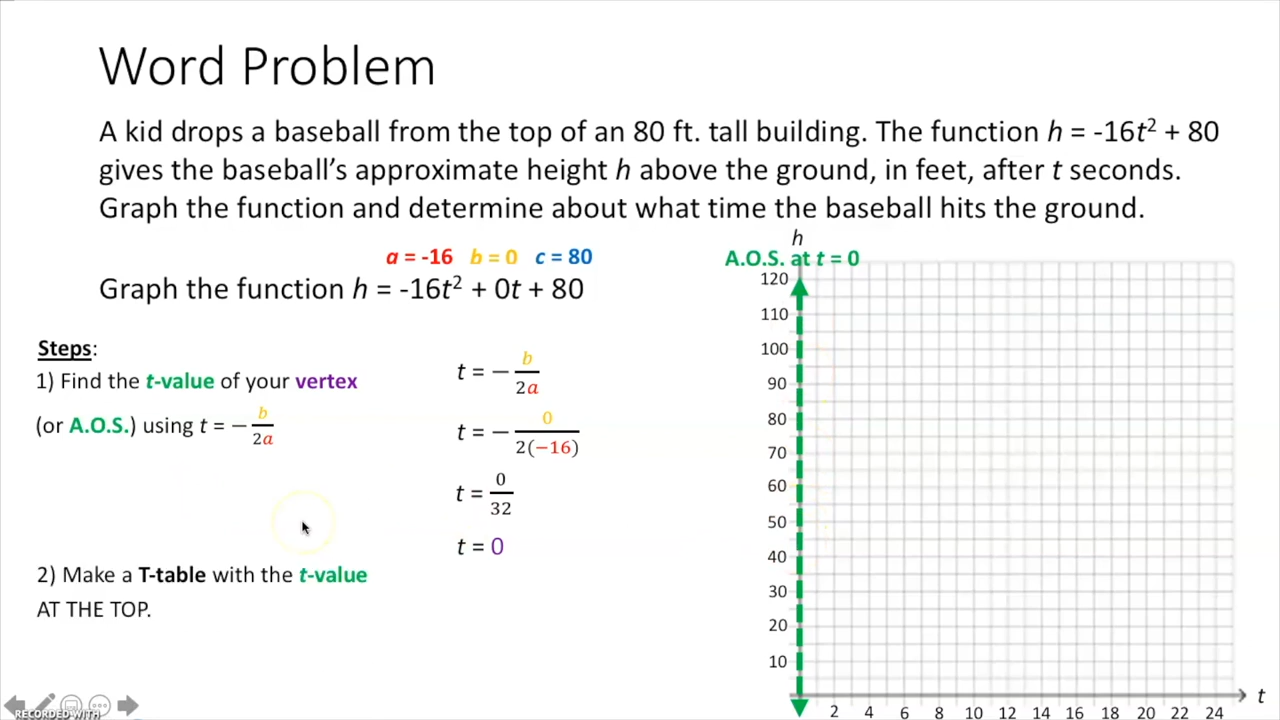 Word Problem
A kid drops a baseball from the top of an 80 ft. tall building. The function h = -16t² + 80
gives the baseball’s approximate height h above the ground, in feet, after t seconds.
Graph the function and determine about what time the baseball hits the ground.
a = -16 b = 0 c = 80
Graph the function h = -16t² + 0t + 80
Steps:
1) Find the t-value of your vertex
(or A.O.S.) using t = −b/2a
2) Make a T-table with the t-value
AT THE TOP.
t = −b/2a
t = −0/2(−16)
t = 0/32
t = 0
h
A.O.S. at t = 0
120
110
100
90
80
70
60
50
40
30
20
10
2 4 6 8 10 12 14 16 18 20 22 24
t
RECORDED WITH